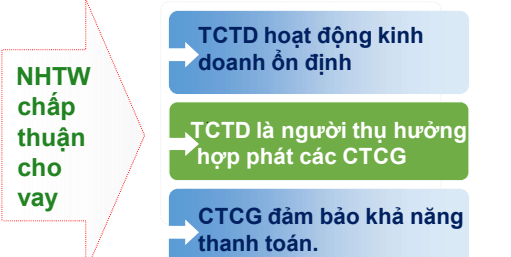 NHTW
chấp
thuận
cho
vay
TCTD hoạt động kinh
doanh ổn định
TCTD là người thụ hưởng
hợp phát các CTCG
CTCG đảm bảo khả năng
thanh toán.